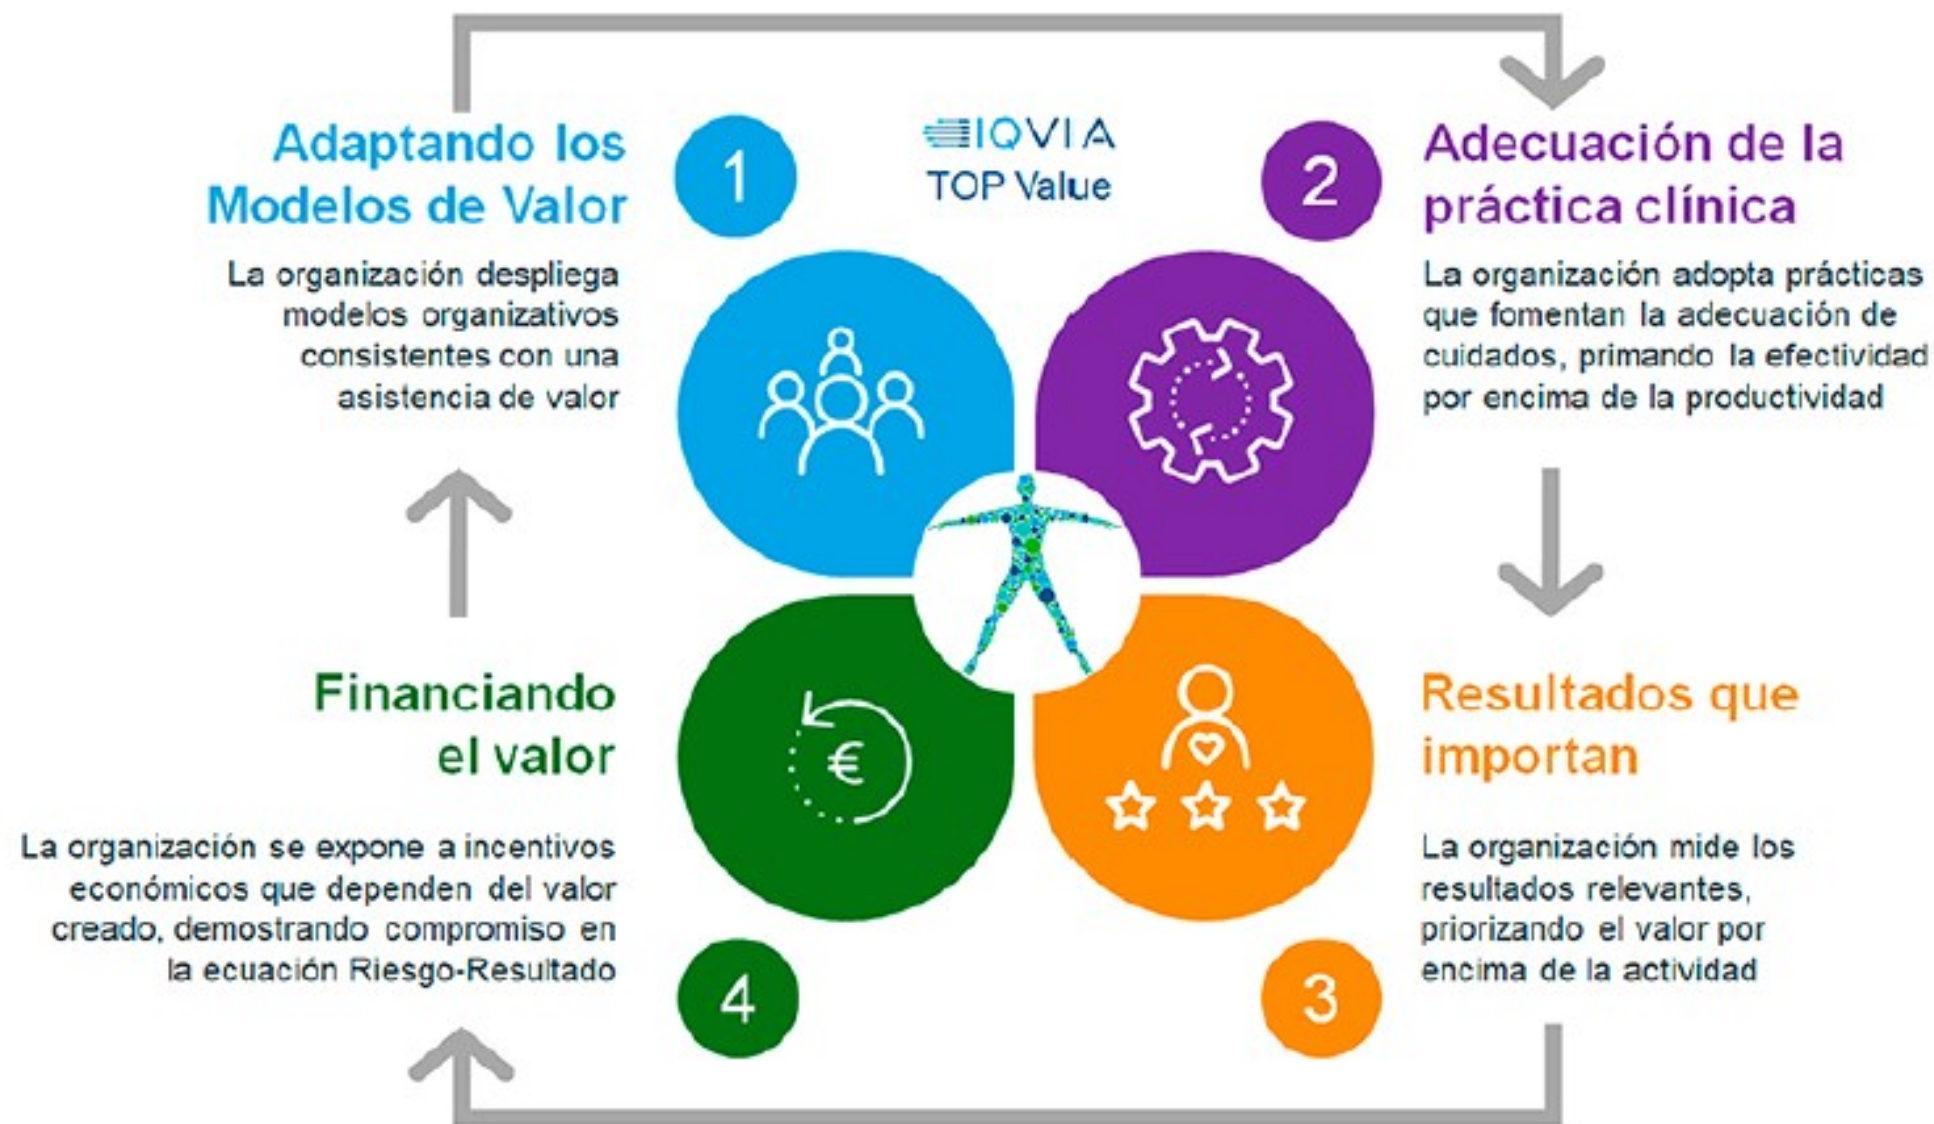 Adaptando los
Modelos de Valor
1
La organización despliega
modelos organizativos
consistentes con una
asistencia de valor
IQVIA
TOP Value
2
Adecuación de la
práctica clínica
La organización adopta prácticas
que fomentan la adecuación de
cuidados, primando la efectividad
por encima de la productividad
Resultados que
importan
La organización mide los
resultados relevantes,
priorizando el valor por
encima de la actividad
3
Financiando
el valor
€
La organización se expone a incentivos
económicos que dependen del valor
creado, demostrando compromiso en
la ecuación Riesgo-Resultado
4